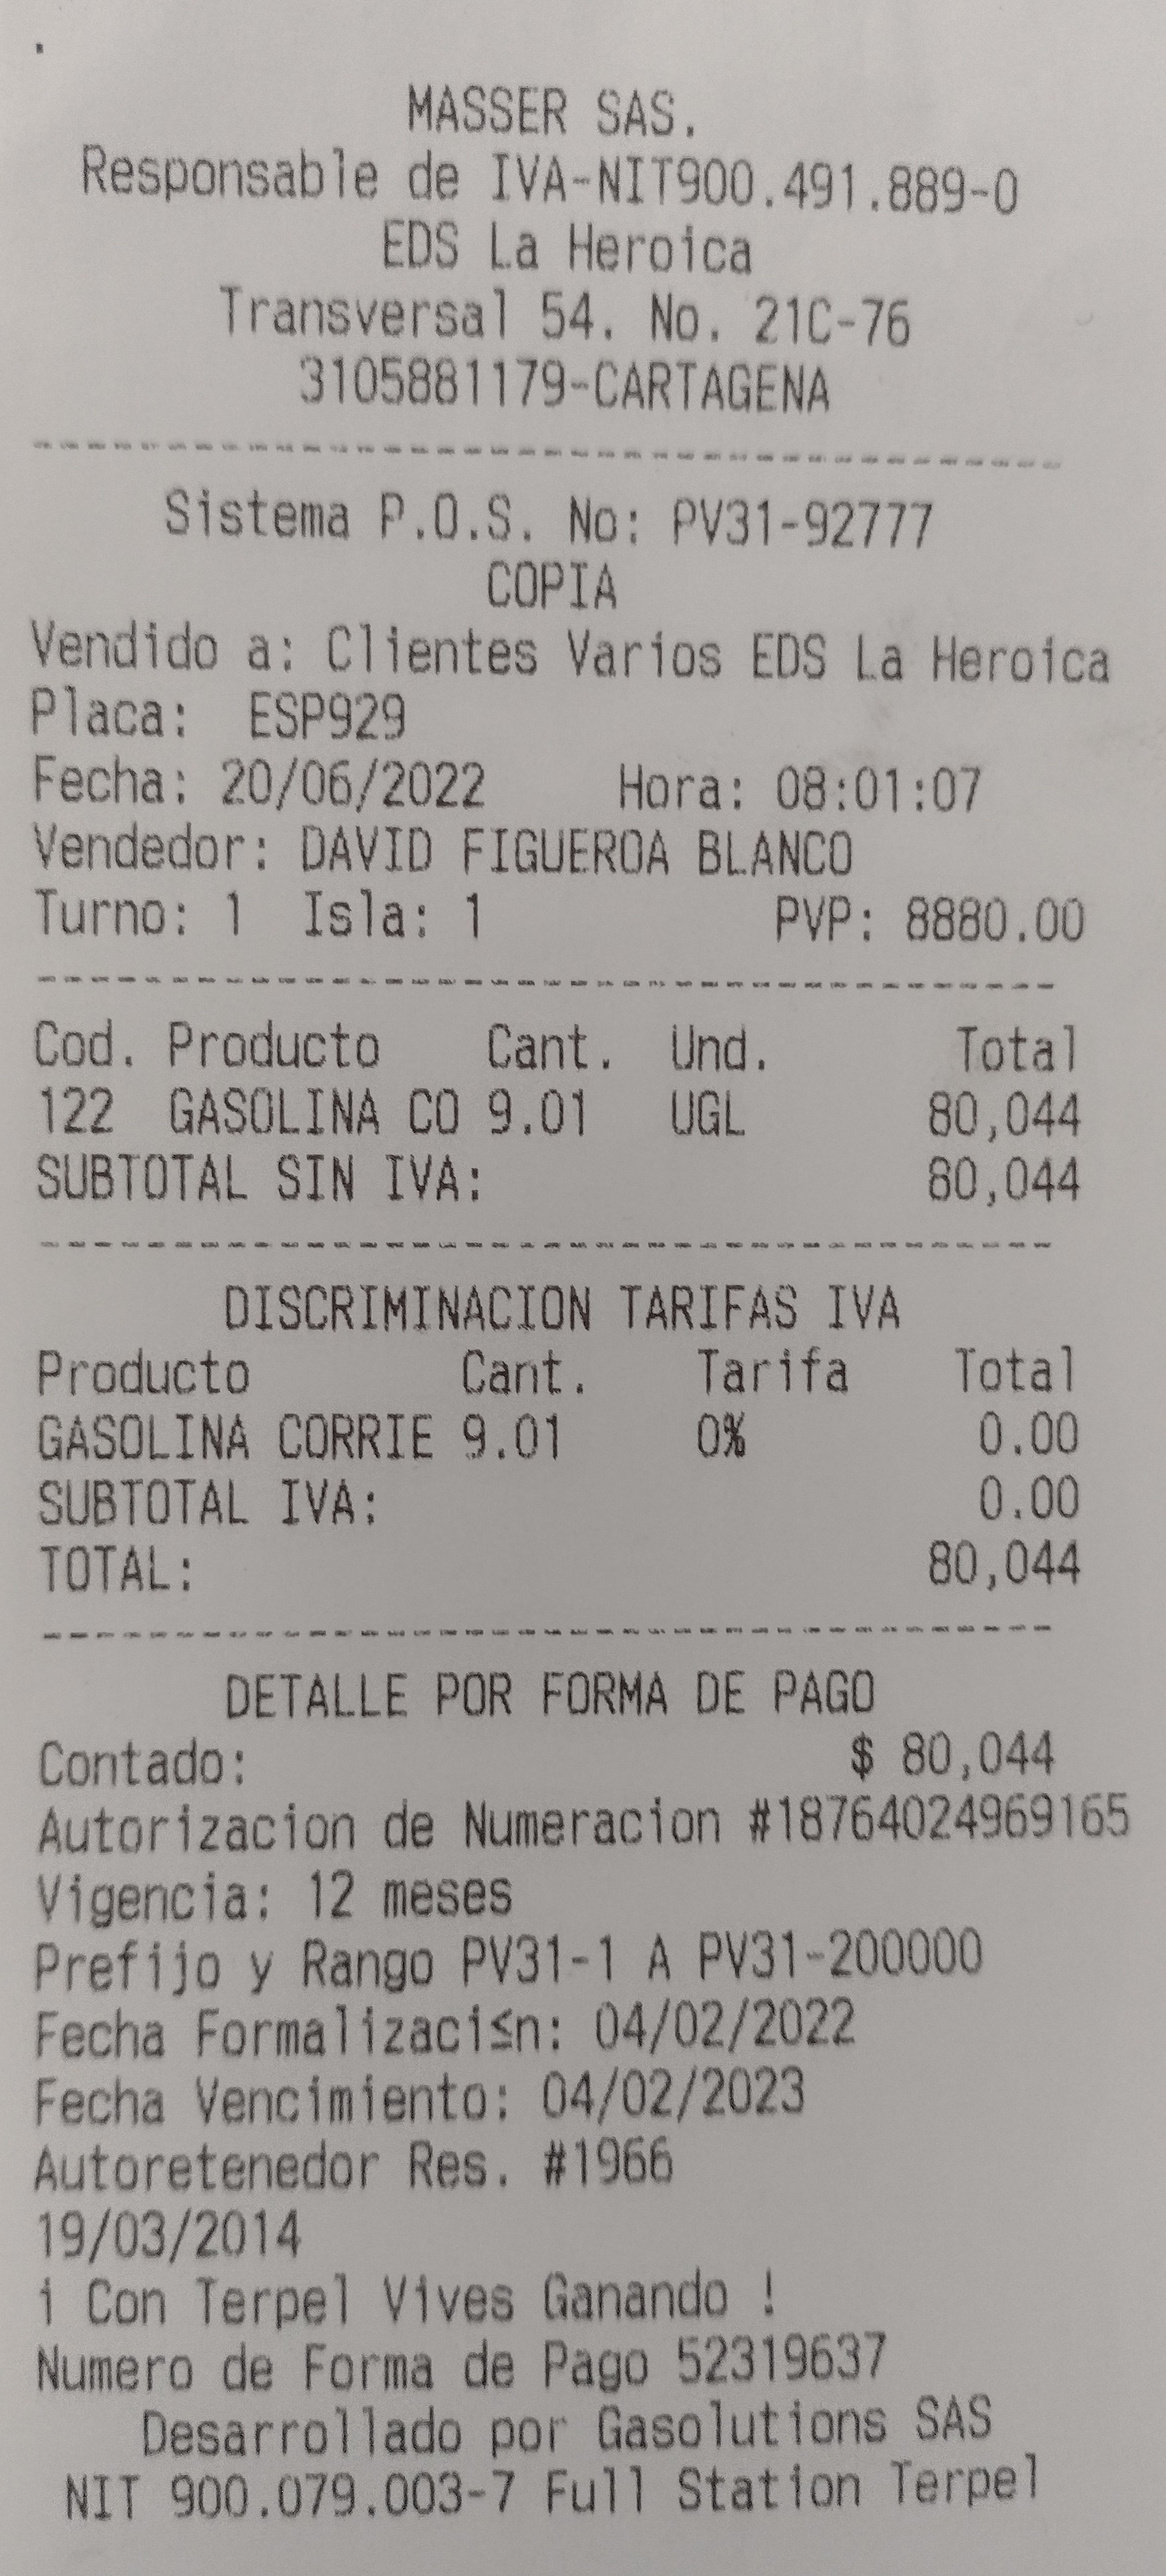 MASSER SAS.
Responsable de IVA-NIT900.491.889-0
EDS La Heroica
Transversal 54. No. 21C-76
3105881179-CARTAGENA
Sistema P.O.S. No: PV31-92777
COPIA
Vendido a: Clientes Varios EDS La Heroica
Placa: ESP929
Fecha: 20/06/2022 Hora: 08:01:07
Vendedor: DAVID FIGUEROA BLANCO
Turno: 1 Isla: 1 PVP: 8880.00
Cod. Producto Cant. Und. Total
122 GASOLINA CO 9.01 UGL 80,044
SUBTOTAL SIN IVA: 80,044
DISCRIMINACION TARIFAS IVA
Producto Cant. Tarifa Total
GASOLINA CORRIE 9.01 0% 0.00
SUBTOTAL IVA: 0.00
TOTAL: 80,044
DETALLE POR FORMA DE PAGO
Contado: $ 80,044
Autorizacion de Numeracion #18764024969165
Vigencia: 12 meses
Prefijo y Rango PV31-1 A PV31-200000
Fecha Formalizaci≤n: 04/02/2022
Fecha Vencimiento: 04/02/2023
Autoretenedor Res. #1966
19/03/2014
¡ Con Terpel Vives Ganando !
Numero de Forma de Pago 52319637
Desarrollado por Gasolutions SAS
NIT 900.079.003-7 Full Station Terpel